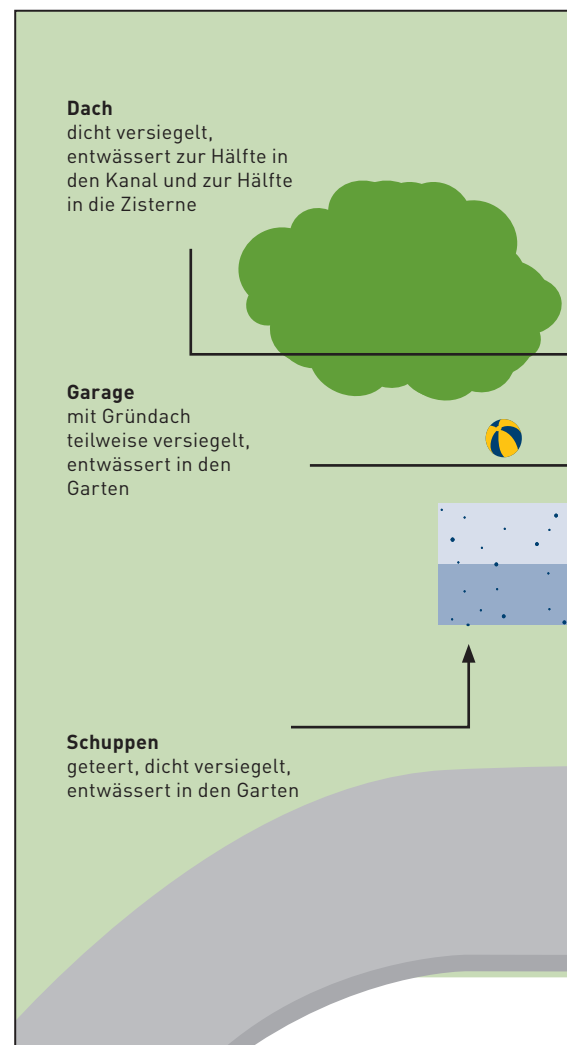 Dach
dicht versiegelt,
entwässert zur Hälfte in
den Kanal und zur Hälfte
in die Zisterne
Garage
mit Gründach
teilweise versiegelt,
entwässert in den
Garten
Schuppen
geteert, dicht versiegelt,
entwässert in den Garten